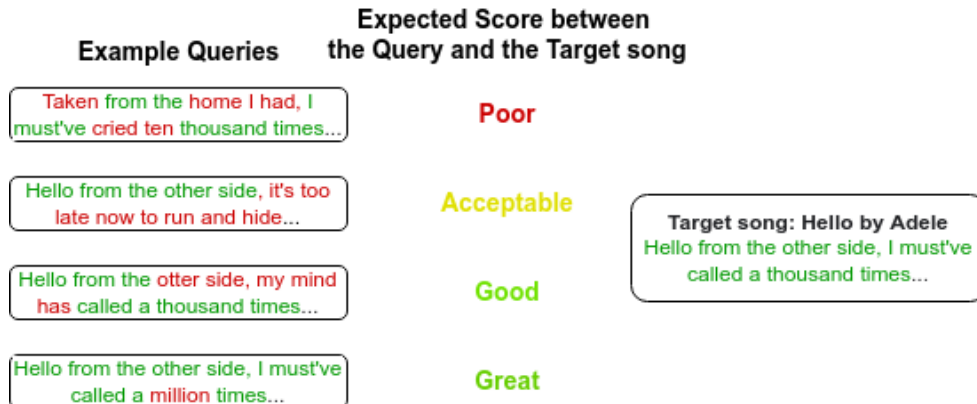 Example Queries
Expected Score between
the Query and the Target song
Taken from the home I had, I
must've cried ten thousand times...
Poor
Hello from the other side, it's too
late now to run and hide...
Acceptable
Hello from the otter side, my mind
has called a thousand times...
Good
Hello from the other side, I must've
called a million times...
Great
Target song: Hello by Adele
Hello from the other side, I must've
called a thousand times...